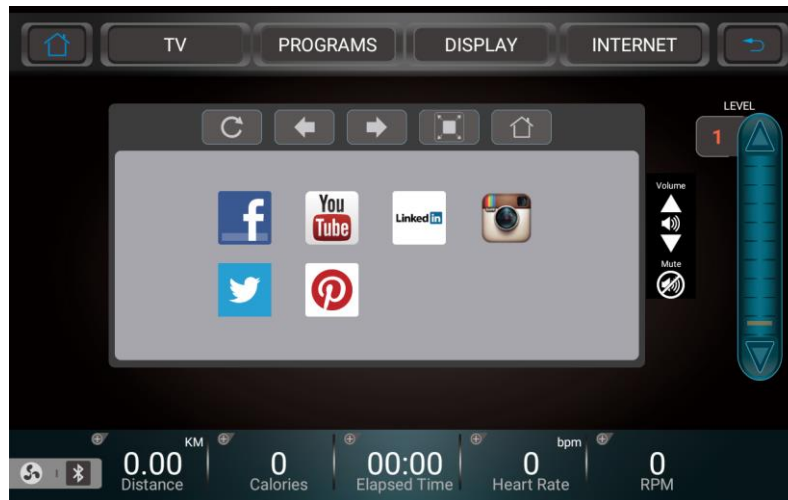 TV PROGRAMS DISPLAY INTERNET
LEVEL
1
f You Tube Linked in
Volume
Mute
KM bpm
0.00 0 00:00 0 0
Distance Calories Elapsed Time Heart Rate RPM